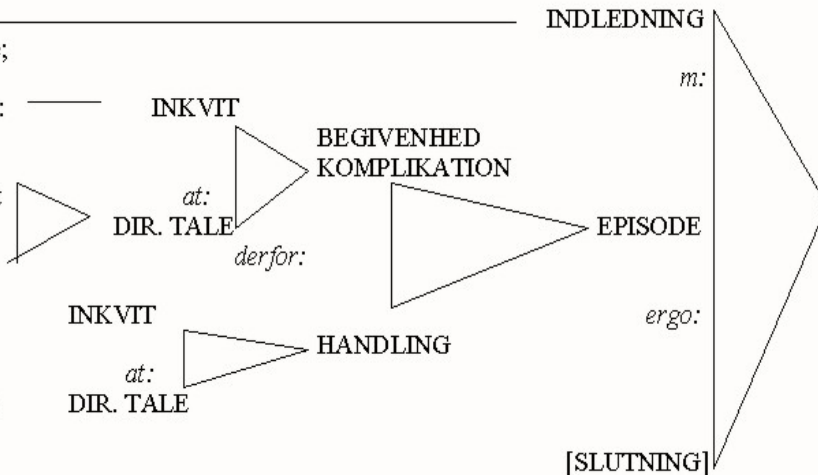 INDLEDNING
;
m:
: INKVIT
BEGIVENHED
KOMPLIKATION
at:
DIR. TALE
EPISODE
derfor:
INKVIT
ergo:
HANDLING
at:
DIR. TALE
[SLUTNING]